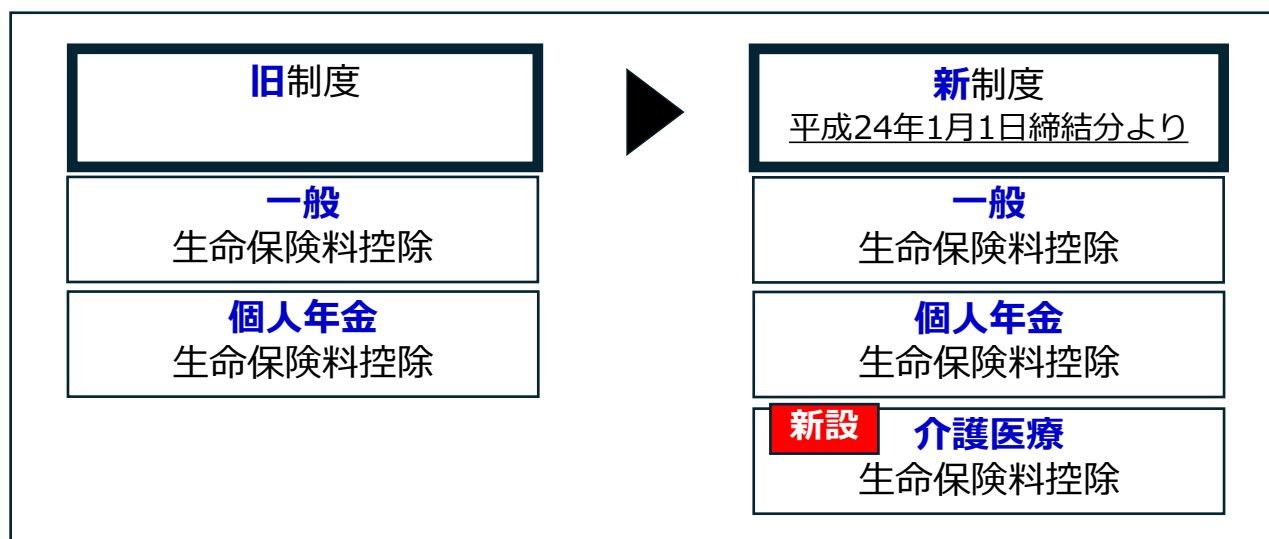 旧制度
一般
生命保険料控除
個人年金
生命保険料控除
新制度
平成24年1月1日締結分より
一般
生命保険料控除
個人年金
生命保険料控除
新設
介護医療
生命保険料控除